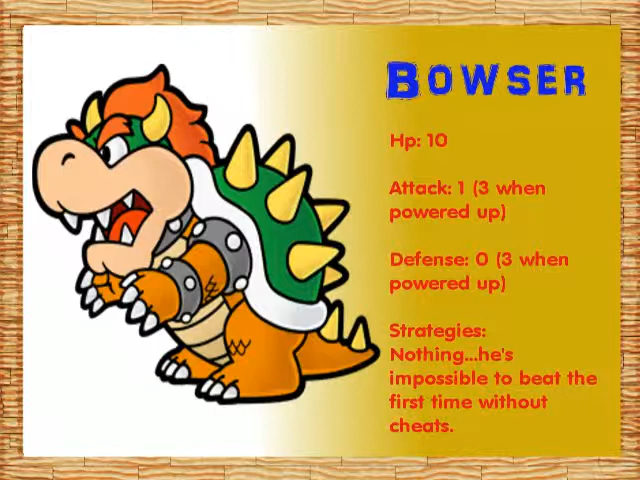 BOWSER
Hp: 10
Attack: 1 (3 when
powered up)
Defense: 0 (3 when
powered up)
Strategies:
Nothing...he's
impossible to beat the
first time without
cheats.